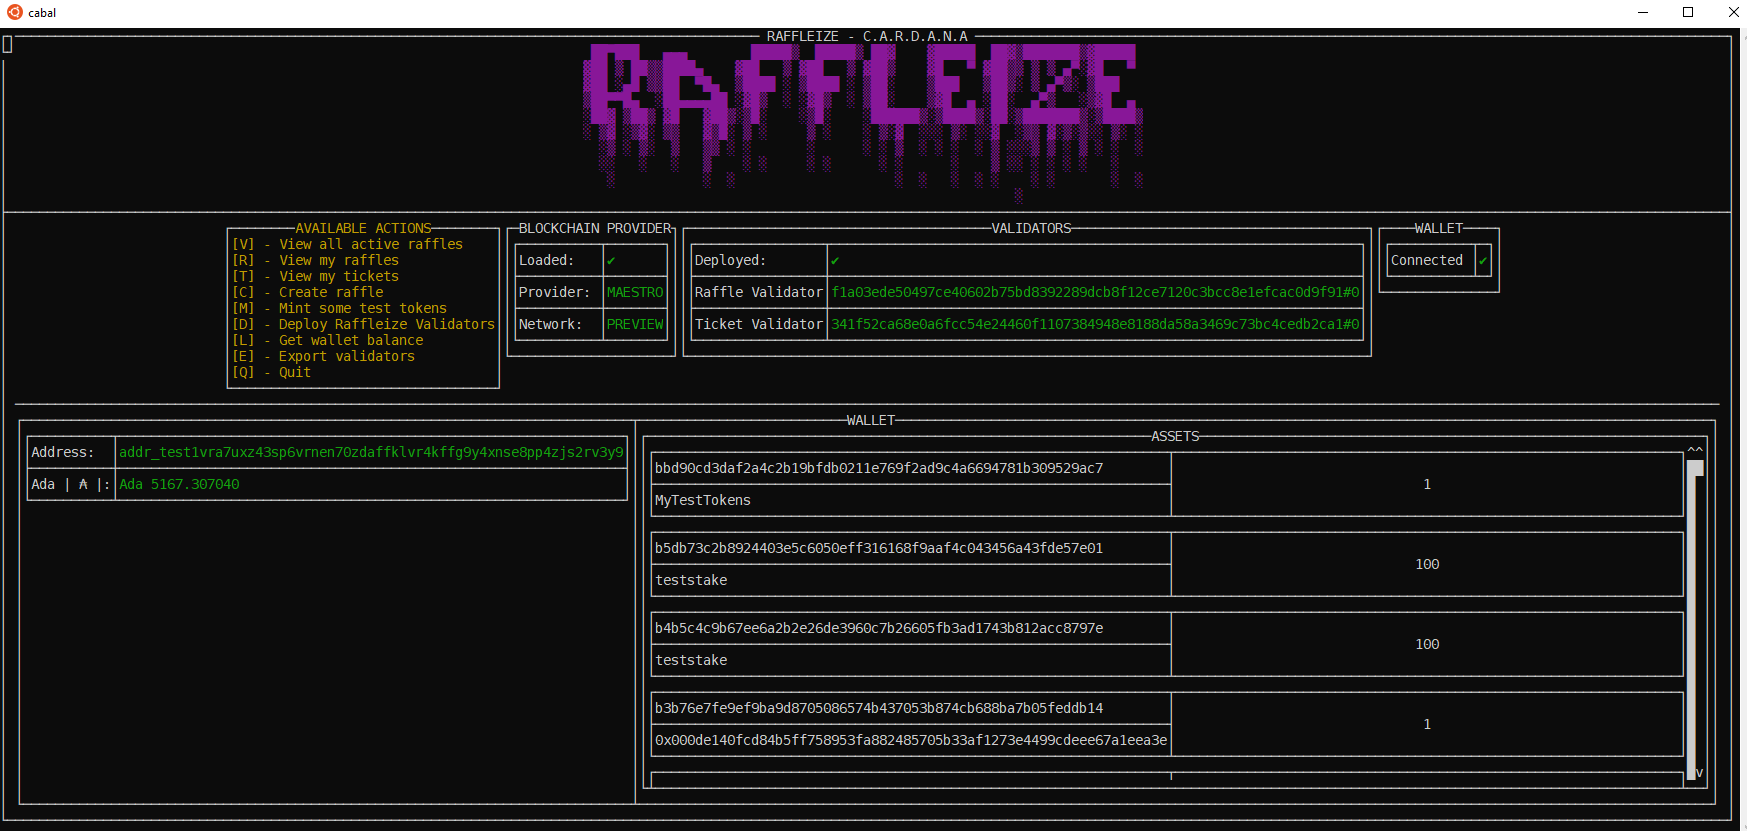 cabal
RAFFLEIZE - C.A.R.D.A.N.A
RAFFLEIZE
AVAILABLE ACTIONS
[V] - View all active raffles
[R] - View my raffles
[T] - View my tickets
[C] - Create raffle
[M] - Mint some test tokens
[D] - Deploy Raffleize Validators
[L] - Get wallet balance
[E] - Export validators
[Q] - Quit
BLOCKCHAIN PROVIDER
Loaded: ✔
Provider: MAESTRO
Network: PREVIEW
VALIDATORS
Deployed: ✔
Raffle Validator f1a03ede50497ce40602b75bd8392289dcb8f12ce7120c3bcc8e1efcac0d9f91#0
Ticket Validator 341f52ca68e0a6fcc54e24460f1107384948e8188da58a3469c73bc4cedb2ca1#0
WALLET
Connected ✔
WALLET
Address: addr_test1vra7uxz43sp6vrnen70zdaffklvr4kffg9y4xnse8pp4zjs2rv3y9
Ada | ₳ |: Ada 5167.307040
ASSETS
bbd90cd3daf2a4c2b19bfdb0211e769f2ad9c4a6694781b309529ac7
MyTestTokens
1
b5db73c2b8924403e5c6050eff316168f9aaf4c043456a43fde57e01
teststake
100
b4b5c4c9b67ee6a2b2e26de3960c7b26605fb3ad1743b812acc8797e
teststake
100
b3b76e7fe9ef9ba9d8705086574b437053b874cb688ba7b05feddb14
0x000de140fcd84b5ff758953fa882485705b33af1273e4499cdeee67a1eea3e
1